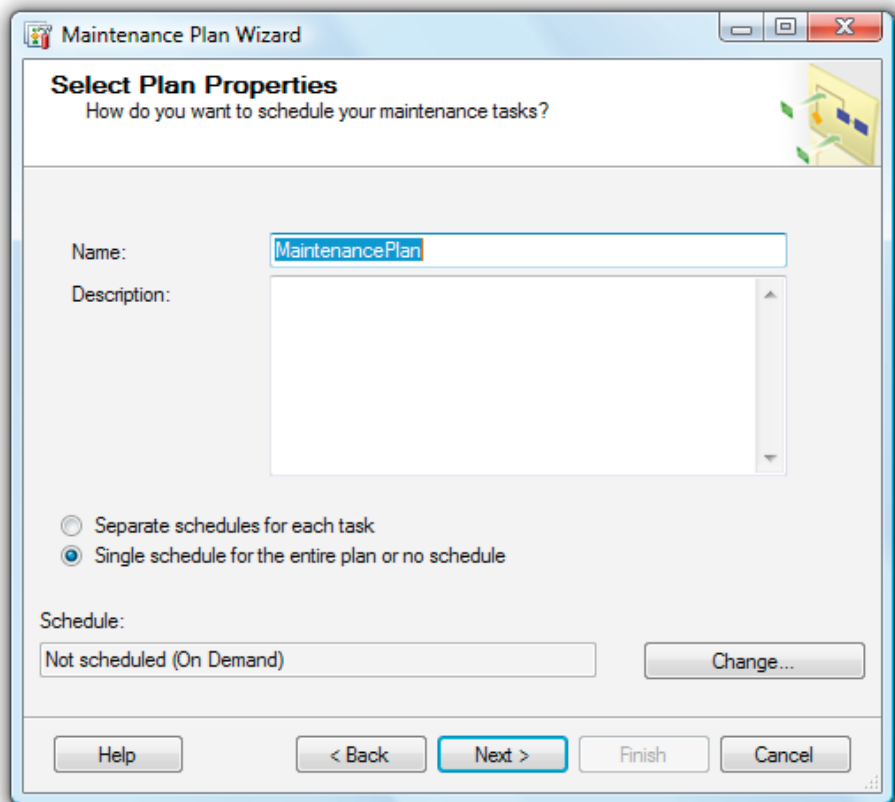 Maintenance Plan Wizard
Select Plan Properties
How do you want to schedule your maintenance tasks?
Name:
MaintenancePlan
Description:
Separate schedules for each task
Single schedule for the entire plan or no schedule
Schedule:
Not scheduled (On Demand)
Change...
Help
< Back
Next >
Finish
Cancel